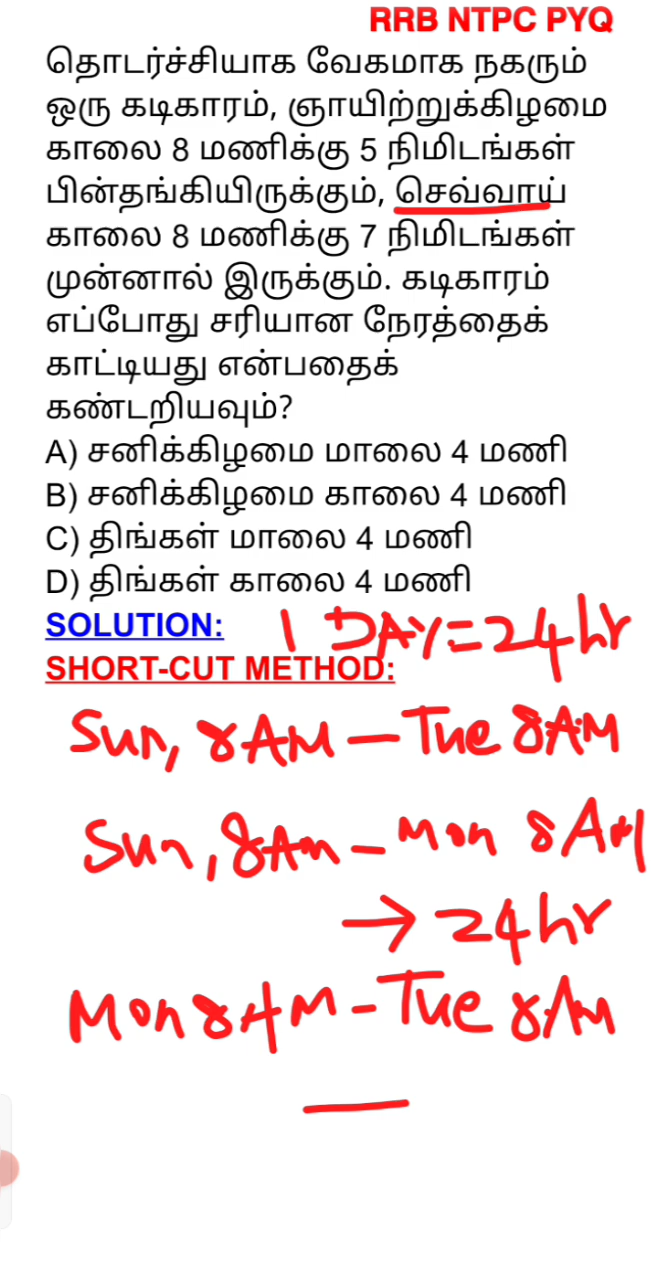 RRB NTPC PYQ
தொடர்ச்சியாக வேகமாக நகரும்
ஒரு கடிகாரம், ஞாயிற்றுக்கிழமை
காலை 8 மணிக்கு 5 நிமிடங்கள்
பின்தங்கியிருக்கும், செவ்வாய்
காலை 8 மணிக்கு 7 நிமிடங்கள்
முன்னால் இருக்கும். கடிகாரம்
எப்போது சரியான நேரத்தைக்
காட்டியது என்பதைக்
கண்டறியவும்?
A) சனிக்கிழமை மாலை 4 மணி
B) சனிக்கிழமை காலை 4 மணி
C) திங்கள் மாலை 4 மணி
D) திங்கள் காலை 4 மணி
SOLUTION: 1 DAY=24hr
SHORT-CUT METHOD:
Sun, 8AM – Tue 8AM
Sun, 8Am – Mon 8AM
→ 24hr
Mon 8AM – Tue 8Am